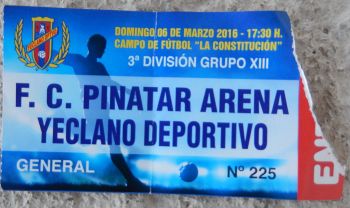 DOMINGO 06 DE MARZO 2016 - 17:30 H.
CAMPO DE FÚTBOL "LA CONSTITUCIÓN"
3ª DIVISIÓN GRUPO XIII
F. C. PINATAR ARENA
YECLANO DEPORTIVO
GENERAL
Nº 225